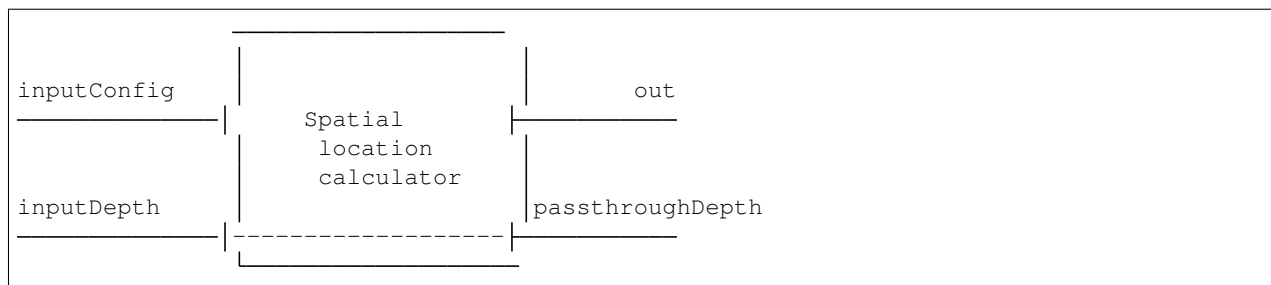 inputConfig out
Spatial
location
calculator
inputDepth passthroughDepth